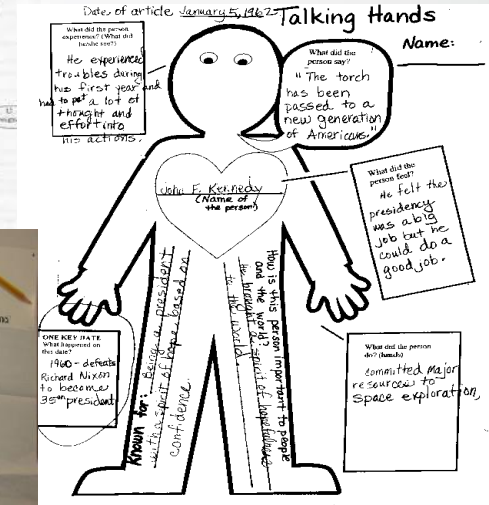 Date of article January 5, 1962
Talking Hands
Name:
What did the person
experience? (What did
he/she see?)
He experienced
troubles during
his first year and
had to put a lot of
thought and
effort into
his actions.
What did the
person say?
"The torch
has been
passed to a
new generation
of Americans."
What did the
person feel?
He felt the
presidency
was a big
job but he
could do a
good job.
John F. Kennedy
(Name of
the person)
ONE KEY DATE
What happened on
this date?
1960 - defeats
Richard Nixon
to become
35th president
Known for: Being a president
with a spirit of hope based on
confidence.
How is this person important to people
and the world?
He brought a spirit of hopefulness
to the world.
What did the person
do? (hands)
committed major
resources to
space exploration,